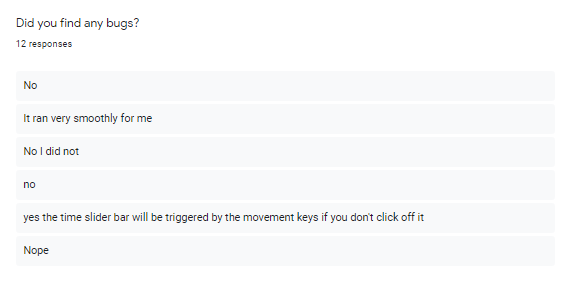 Did you find any bugs?
12 responses
No
It ran very smoothly for me
No I did not
no
yes the time slider bar will be triggered by the movement keys if you don't click off it
Nope